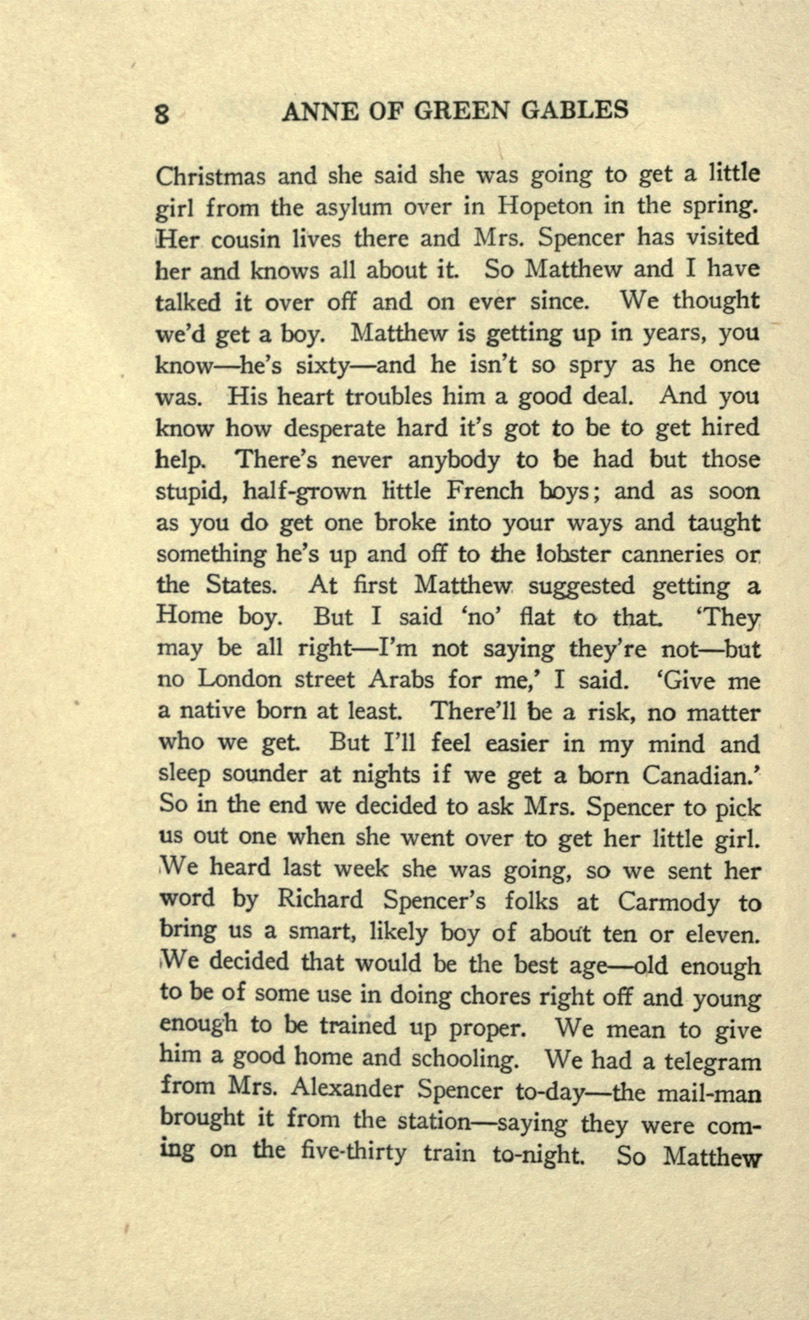 8 ANNE OF GREEN GABLES
Christmas and she said she was going to get a little
girl from the asylum over in Hopeton in the spring.
Her cousin lives there and Mrs. Spencer has visited
her and knows all about it. So Matthew and I have
talked it over off and on ever since. We thought
we'd get a boy. Matthew is getting up in years, you
know—he's sixty—and he isn't so spry as he once
was. His heart troubles him a good deal. And you
know how desperate hard it's got to be to get hired
help. There's never anybody to be had but those
stupid, half-grown little French boys; and as soon
as you do get one broke into your ways and taught
something he's up and off to the lobster canneries or
the States. At first Matthew suggested getting a
Home boy. But I said 'no' flat to that. 'They
may be all right—I'm not saying they're not—but
no London street Arabs for me,' I said. 'Give me
a native born at least. There'll be a risk, no matter
who we get. But I'll feel easier in my mind and
sleep sounder at nights if we get a born Canadian.'
So in the end we decided to ask Mrs. Spencer to pick
us out one when she went over to get her little girl.
We heard last week she was going, so we sent her
word by Richard Spencer's folks at Carmody to
bring us a smart, likely boy of about ten or eleven.
We decided that would be the best age—old enough
to be of some use in doing chores right off and young
enough to be trained up proper. We mean to give
him a good home and schooling. We had a telegram
from Mrs. Alexander Spencer to-day—the mail-man
brought it from the station—saying they were com-
ing on the five-thirty train to-night. So Matthew